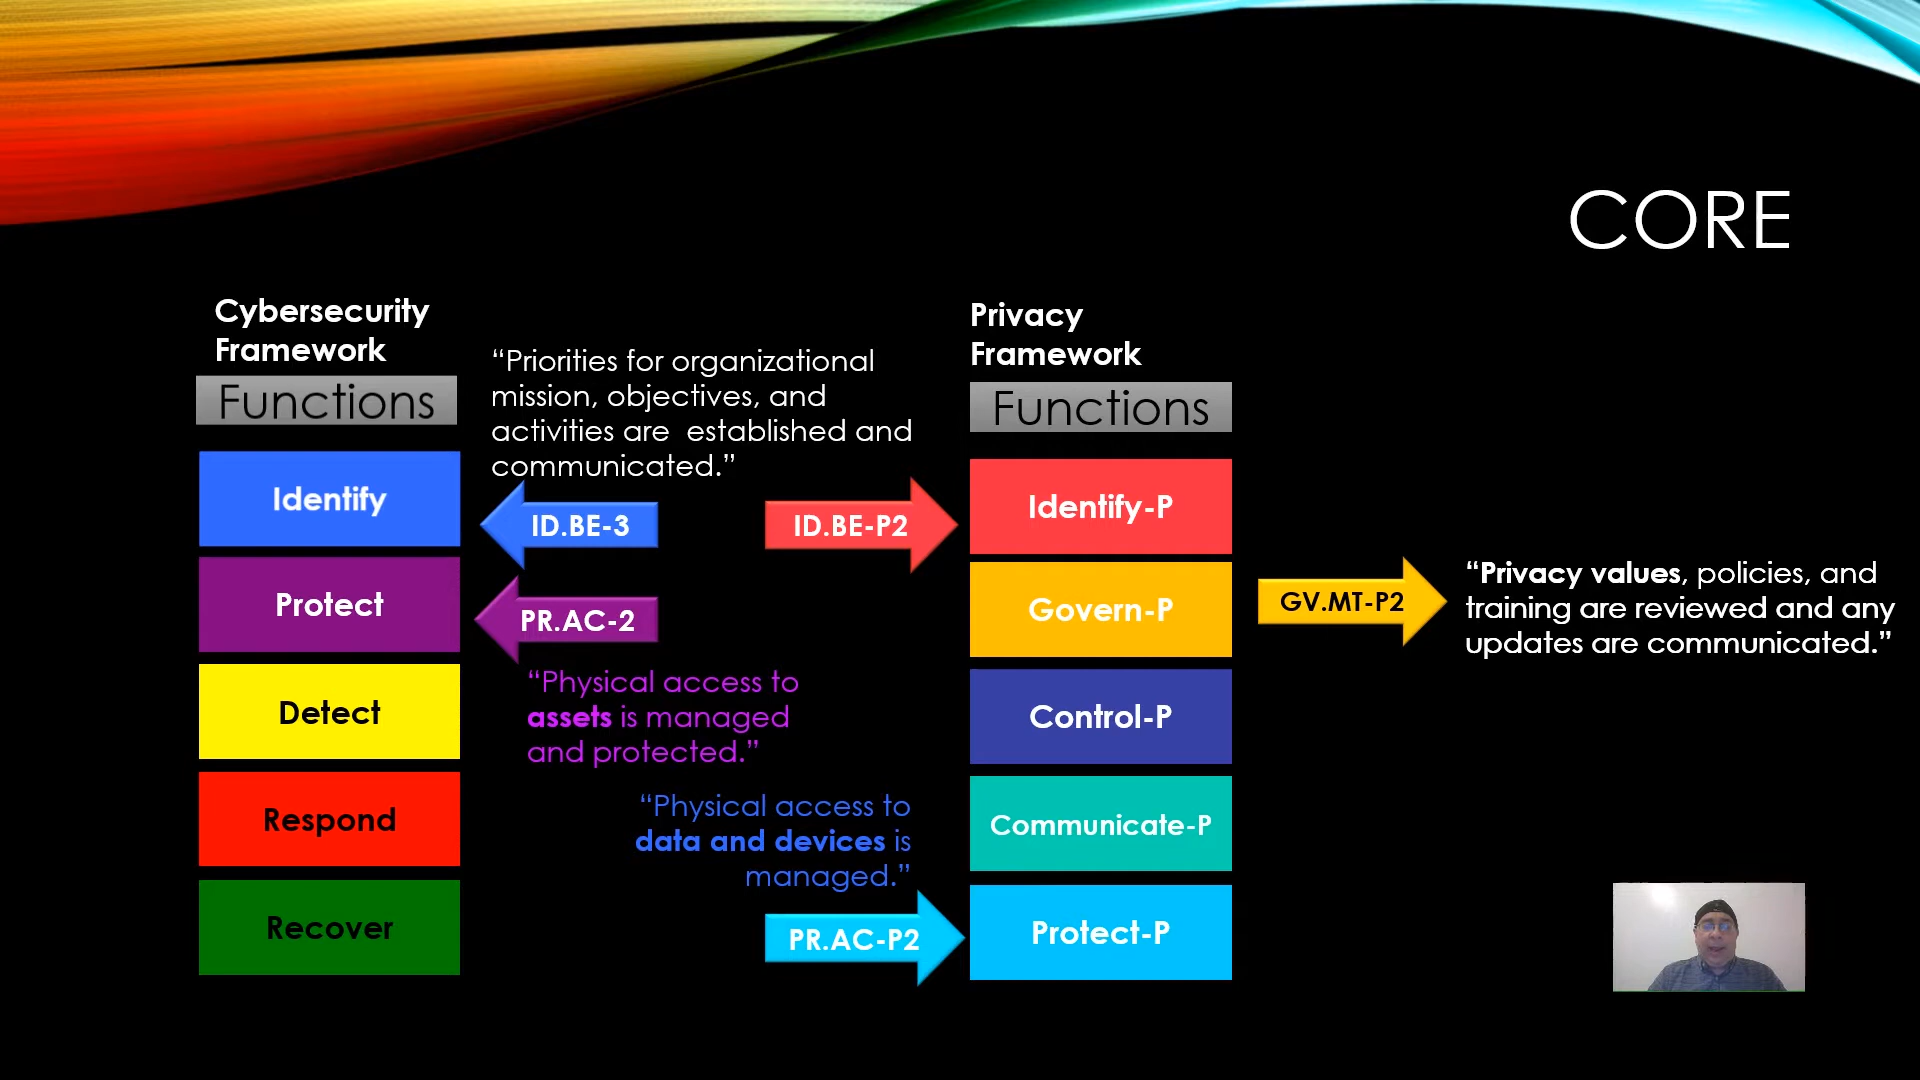 CORE
Cybersecurity
Framework
Functions
Identify
Protect
Detect
Respond
Recover
“Priorities for organizational
mission, objectives, and
activities are  established and
communicated.”
ID.BE-3
ID.BE-P2
PR.AC-2
“Physical access to
assets is managed
and protected.”
“Physical access to
data and devices is
managed.”
PR.AC-P2
Privacy
Framework
Functions
Identify-P
Govern-P
Control-P
Communicate-P
Protect-P
GV.MT-P2
“Privacy values, policies, and
training are reviewed and any
updates are communicated.”